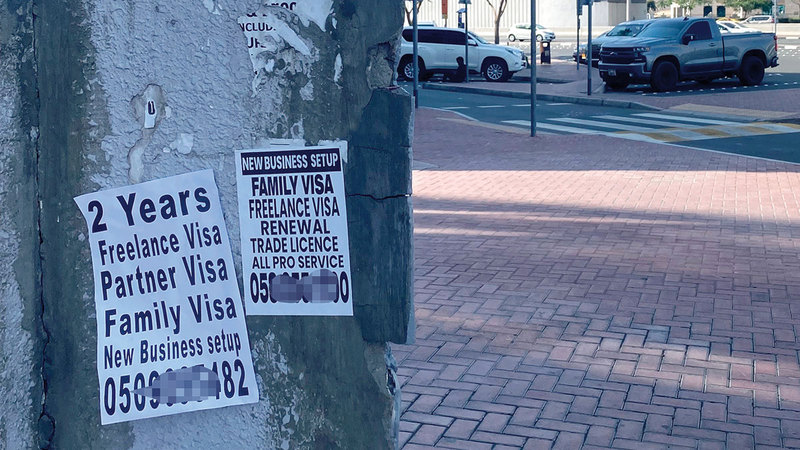 INCLUD
2 Years
Freelance Visa
Partner Visa
Family Visa
New Business setup
NEW BUSINESS SETUP
FAMILY VISA
FREELANCE VISA
RENEWAL
TRADE LICENCE
ALL PRO SERVICE